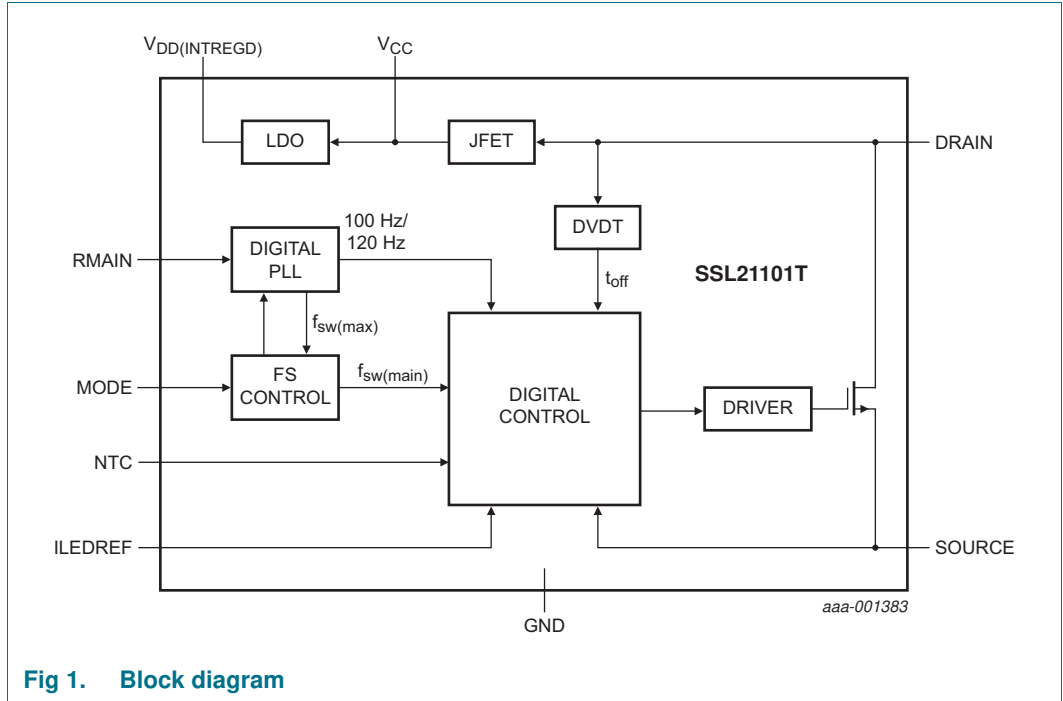 VDD(INTREGD)
VCC
LDO
JFET
DRAIN
DVDT
100 Hz/
120 Hz
RMAIN
DIGITAL
PLL
SSL21101T
toff
fsw(max)
MODE
FS
CONTROL
fsw(main)
DIGITAL
CONTROL
DRIVER
NTC
ILEDREF
SOURCE
aaa-001383
GND
Fig 1. Block diagram